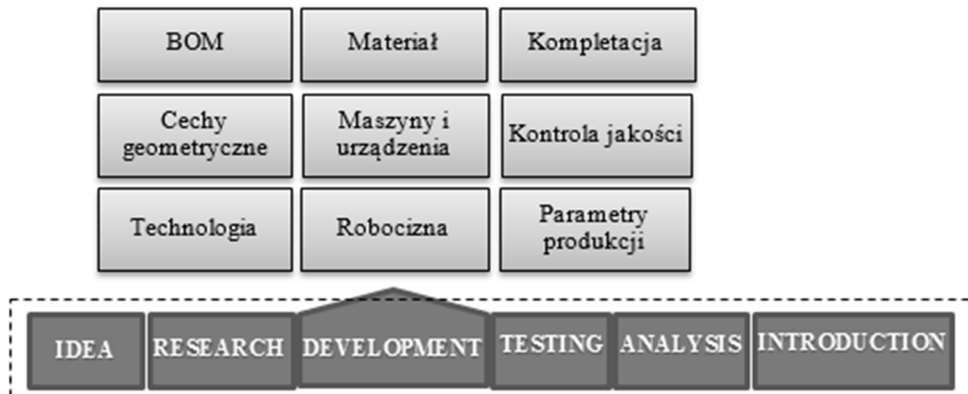 BOM
Materiał
Kompletacja
Cechy
geometryczne
Maszyny i
urządzenia
Kontrola jakości
Technologia
Robocizna
Parametry
produkcji
IDEA
RESEARCH
DEVELOPMENT
TESTING
ANALYSIS
INTRODUCTION